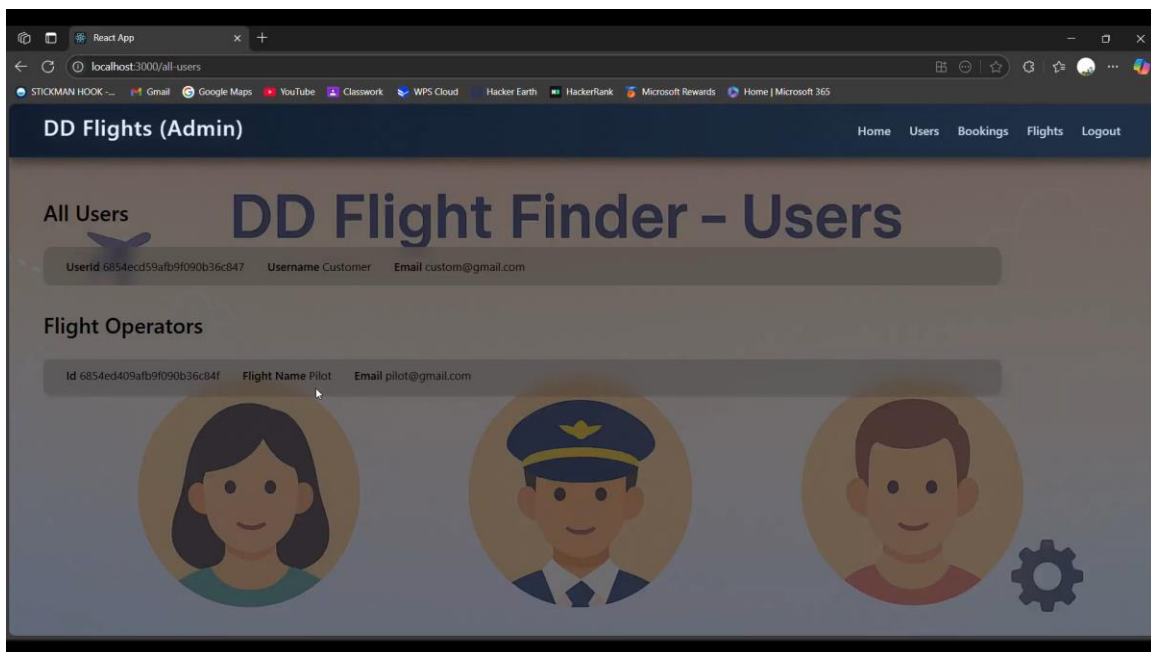 React App
localhost:3000/all-users
STICKMAN HOOK -... Gmail Google Maps YouTube Classwork WPS Cloud Hacker Earth HackerRank Microsoft Rewards Home | Microsoft 365
DD Flights (Admin) Home Users Bookings Flights Logout
DD Flight Finder – Users
All Users
UserId 6854ecd59afb9f090b36c847 Username Customer Email custom@gmail.com
Flight Operators
Id 6854ed409afb9f090b36c84f Flight Name Pilot Email pilot@gmail.com